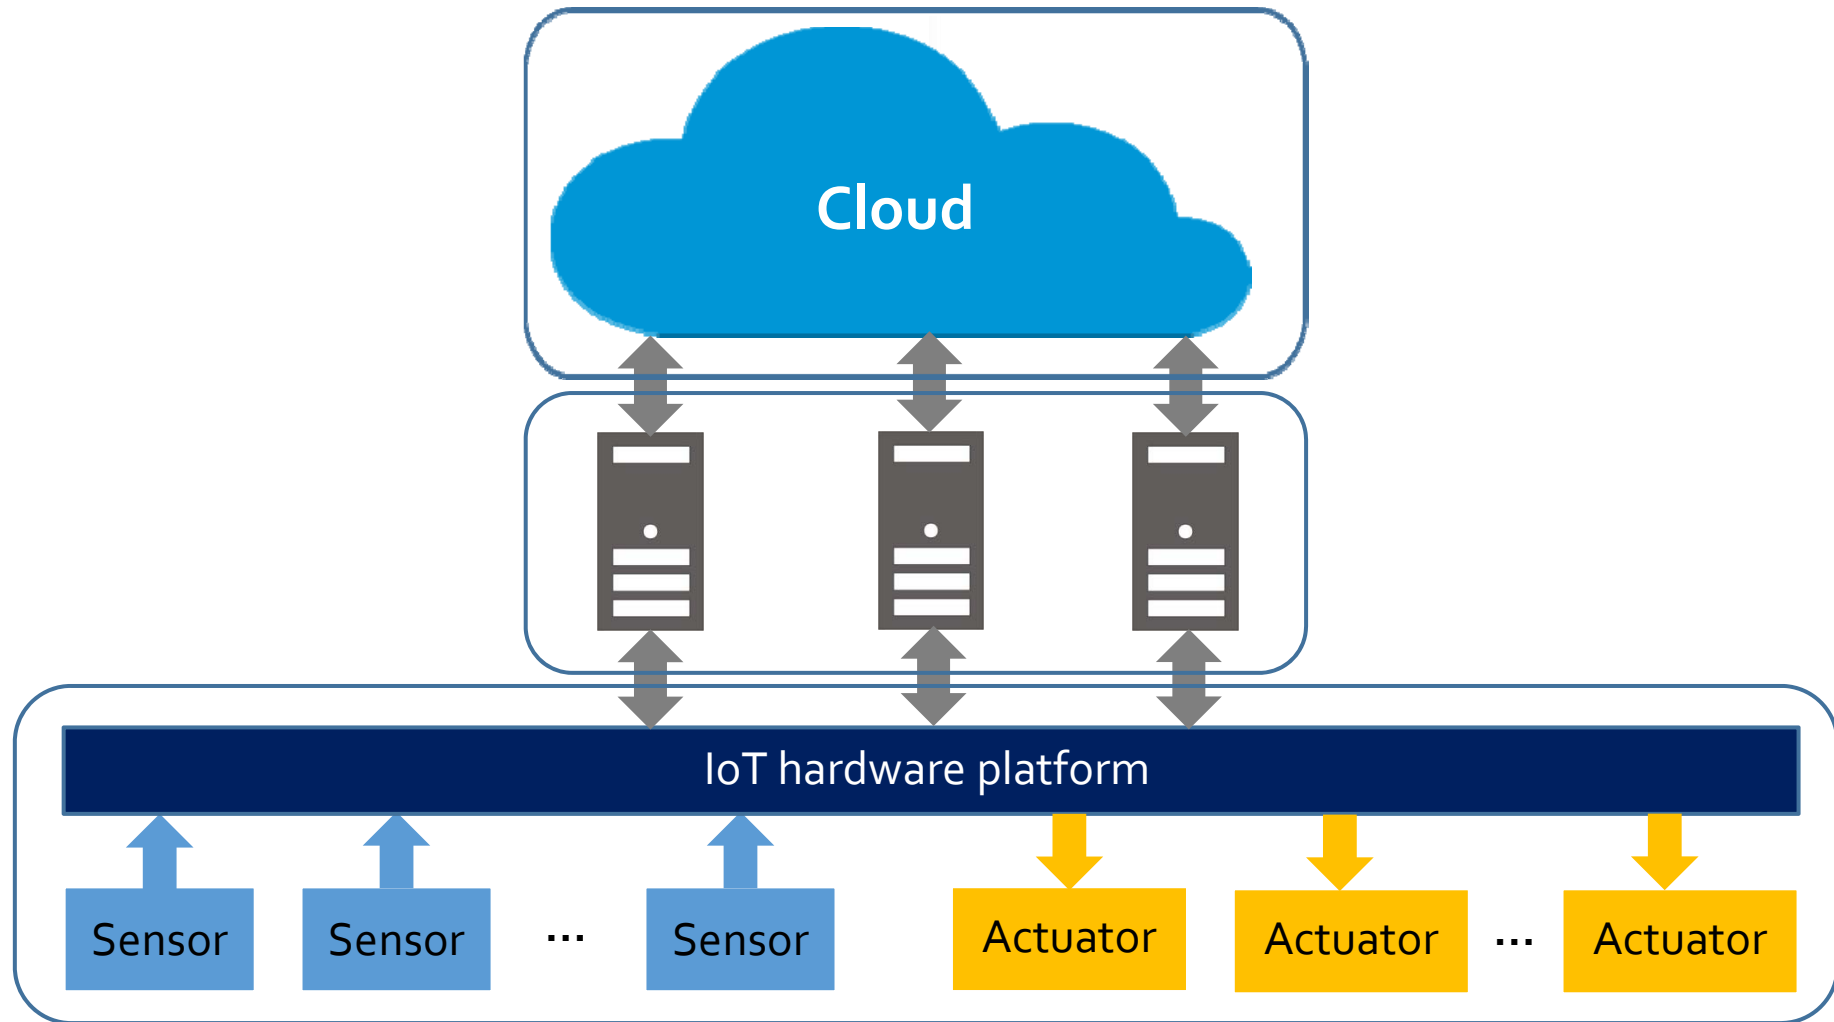 Cloud
IoT hardware platform
Sensor Sensor ... Sensor Actuator Actuator ... Actuator